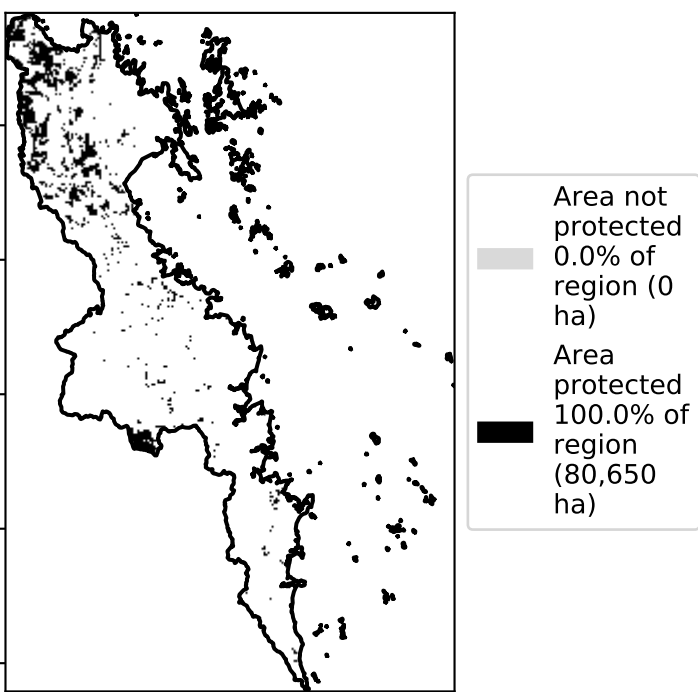 Area not
protected
0.0% of
region (0
ha)
Area
protected
100.0% of
region
(80,650
ha)